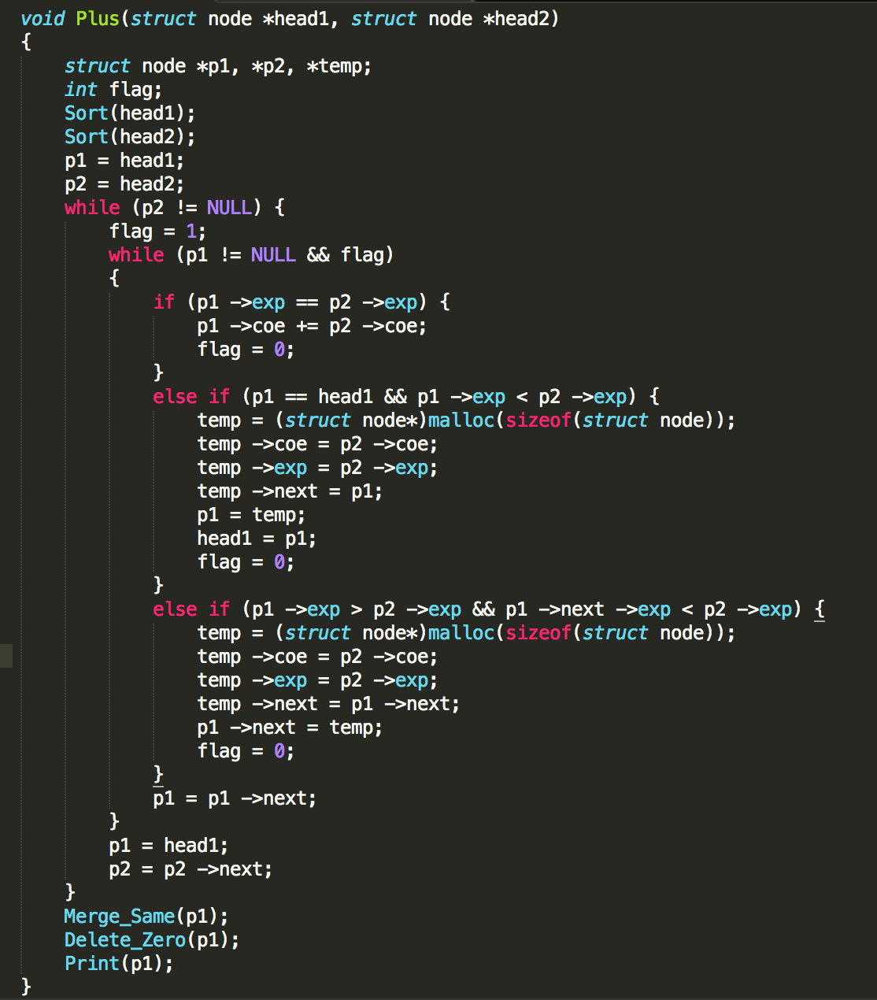 void Plus(struct node *head1, struct node *head2)
{
    struct node *p1, *p2, *temp;
    int flag;
    Sort(head1);
    Sort(head2);
    p1 = head1;
    p2 = head2;
    while (p2 != NULL) {
        flag = 1;
        while (p1 != NULL && flag)
        {
            if (p1 ->exp == p2 ->exp) {
                p1 ->coe += p2 ->coe;
                flag = 0;
            }
            else if (p1 == head1 && p1 ->exp < p2 ->exp) {
                temp = (struct node*)malloc(sizeof(struct node));
                temp ->coe = p2 ->coe;
                temp ->exp = p2 ->exp;
                temp ->next = p1;
                p1 = temp;
                head1 = p1;
                flag = 0;
            }
            else if (p1 ->exp > p2 ->exp && p1 ->next ->exp < p2 ->exp) {
                temp = (struct node*)malloc(sizeof(struct node));
                temp ->coe = p2 ->coe;
                temp ->exp = p2 ->exp;
                temp ->next = p1 ->next;
                p1 ->next = temp;
                flag = 0;
            }
            p1 = p1 ->next;
        }
        p1 = head1;
        p2 = p2 ->next;
    }
    Merge_Same(p1);
    Delete_Zero(p1);
    Print(p1);
}